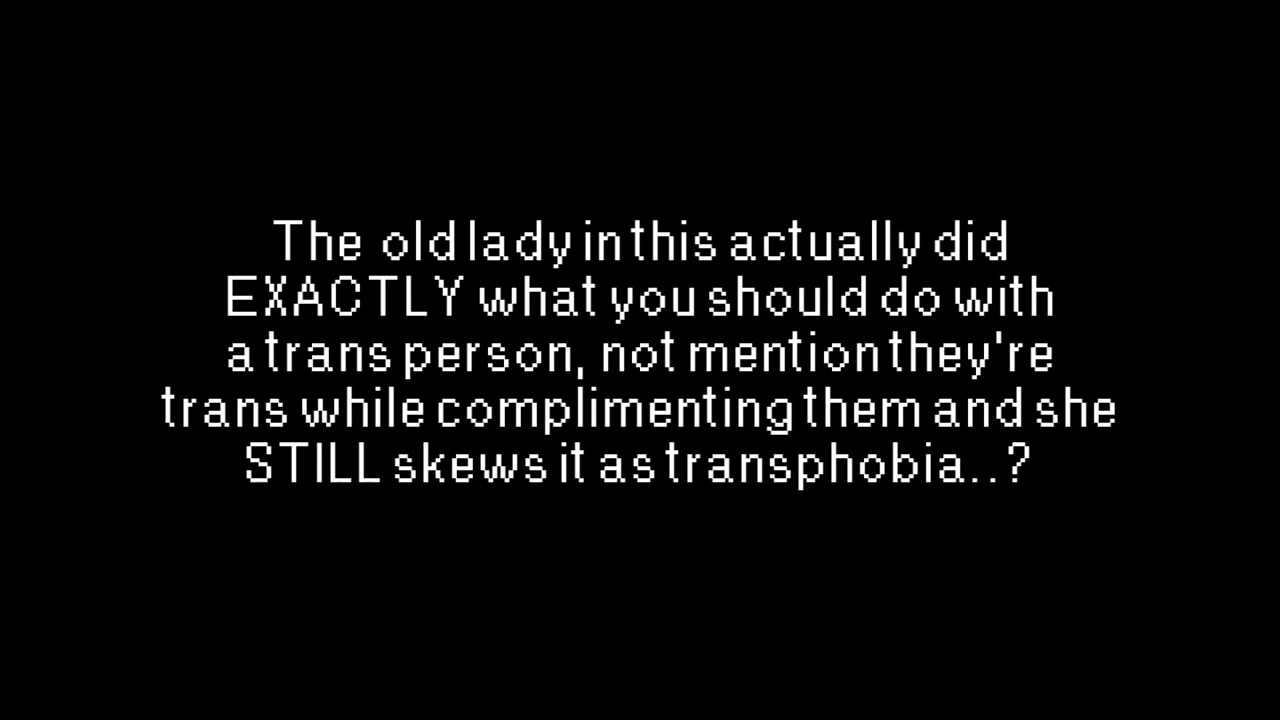 The old lady in this actually did
EXACTLY what you should do with
a trans person, not mention they're
trans while complimenting them and she
STILL skews it as transphobia..?